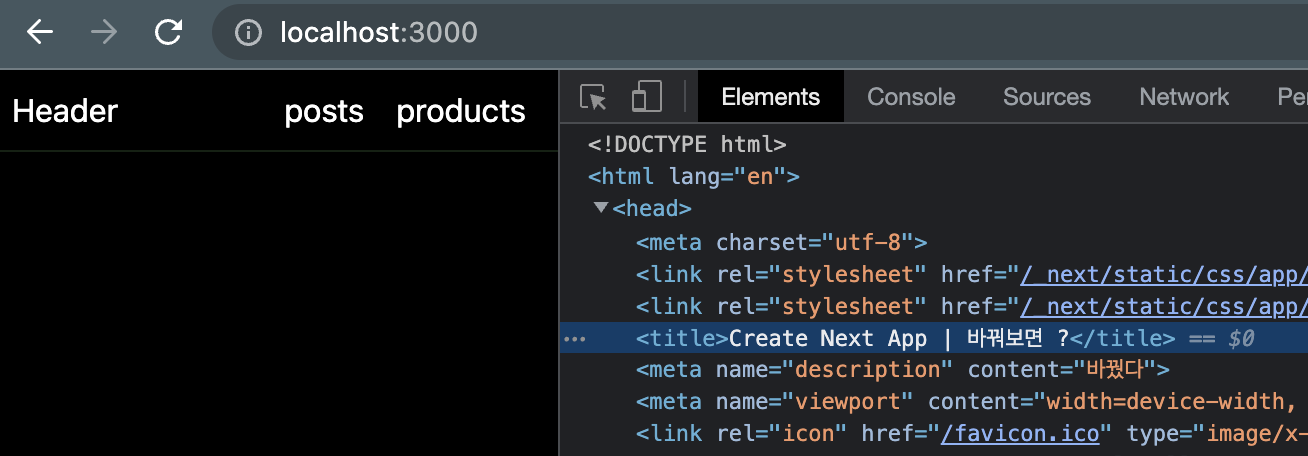 localhost:3000
Header posts products
Elements Console Sources Network
<!DOCTYPE html>
<html lang="en">
<head>
<meta charset="utf-8">
<link rel="stylesheet" href="/_next/static/css/app/
<link rel="stylesheet" href="/_next/static/css/app/
<title>Create Next App | 바꿔보면 ?</title> == $0
<meta name="description" content="바꿨다">
<meta name="viewport" content="width=device-width,
<link rel="icon" href="/favicon.ico" type="image/x-